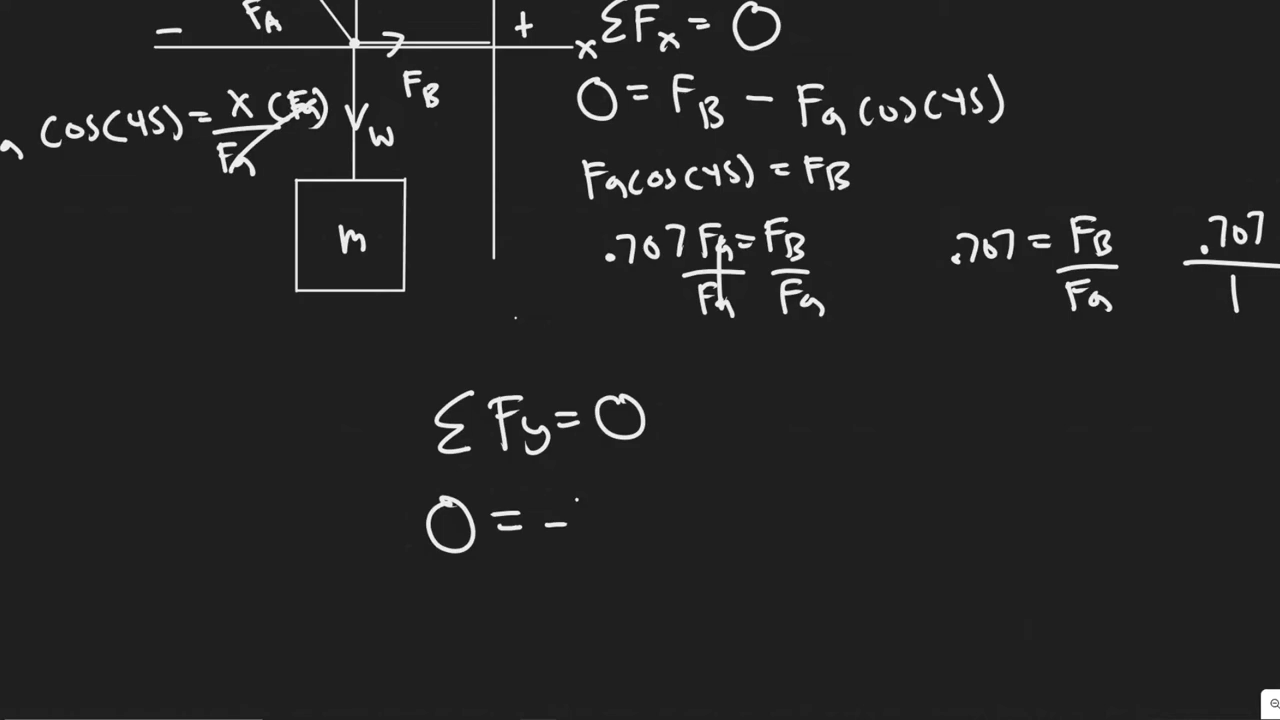 F_A
- +
x ΣF_x = 0
F_B
0 = F_B - F_a cos(45)
a cos(45) = x (F_a) / F_a
w
F_a cos(45) = F_B
m
.707 F_a / F_a = F_B / F_a
.707 = F_B / F_a
.707 / 1
ΣF_y = 0
0 = -